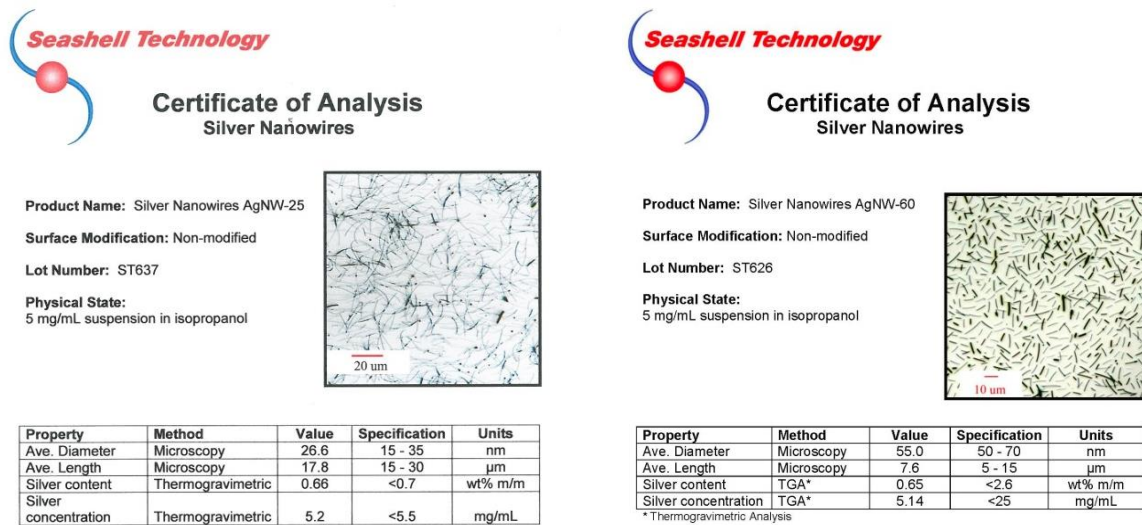 Seashell Technology
Certificate of Analysis
Silver Nanowires
Product Name: Silver Nanowires AgNW-25
Surface Modification: Non-modified
Lot Number: ST637
Physical State:
5 mg/mL suspension in isopropanol
20 um
Property Method Value Specification Units
Ave. Diameter Microscopy 26.6 15 - 35 nm
Ave. Length Microscopy 17.8 15 - 30 µm
Silver content Thermogravimetric 0.66 <0.7 wt% m/m
Silver
concentration Thermogravimetric 5.2 <5.5 mg/mL
Seashell Technology
Certificate of Analysis
Silver Nanowires
Product Name: Silver Nanowires AgNW-60
Surface Modification: Non-modified
Lot Number: ST626
Physical State:
5 mg/mL suspension in isopropanol
10 um
Property Method Value Specification Units
Ave. Diameter Microscopy 55.0 50 - 70 nm
Ave. Length Microscopy 7.6 5 - 15 µm
Silver content TGA* 0.65 <2.6 wt% m/m
Silver concentration TGA* 5.14 <25 mg/mL
* Thermogravimetric Analysis